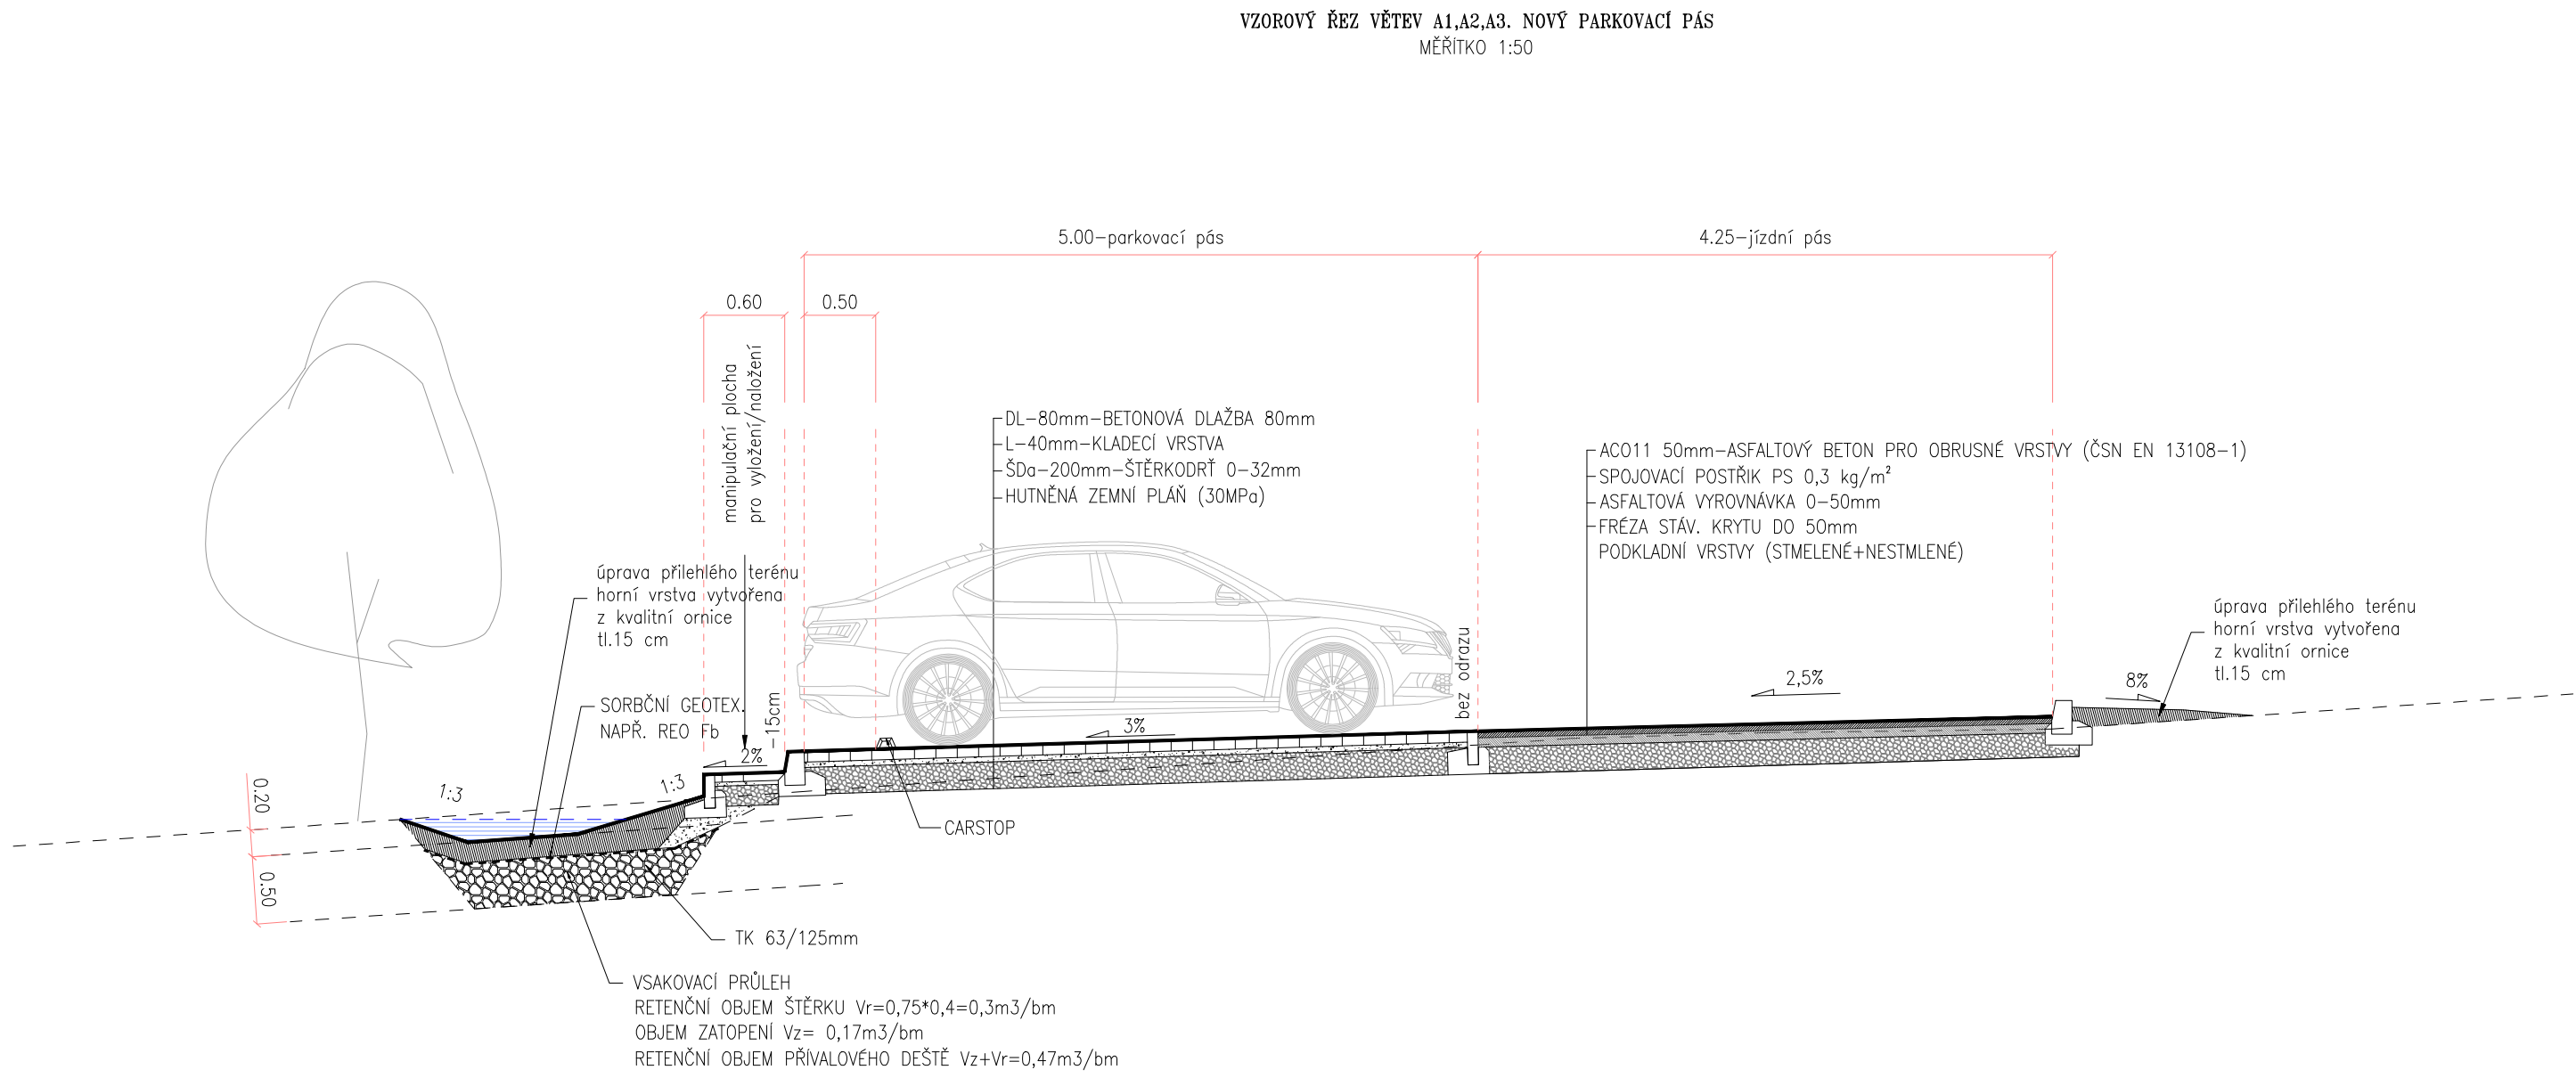 VZOROVÝ ŘEZ VĚTEV A1,A2,A3. NOVÝ PARKOVACÍ PÁS
MĚŘÍTKO 1:50
5.00-parkovací pás
4.25-jízdní pás
0.60
0.50
manipulační plocha
pro vyložení/naložení
DL-80mm-BETONOVÁ DLAŽBA 80mm
L-40mm-KLADECÍ VRSTVA
ŠDa-200mm-ŠTĚRKODRŤ 0-32mm
HUTNĚNÁ ZEMNÍ PLÁŇ (30MPa)
ACO11 50mm-ASFALTOVÝ BETON PRO OBRUSNÉ VRSTVY (ČSN EN 13108-1)
SPOJOVACÍ POSTŘIK PS 0,3 kg/m²
ASFALTOVÁ VYROVNÁVKA 0-50mm
FRÉZA STÁV. KRYTU DO 50mm
PODKLADNÍ VRSTVY (STMELENÉ+NESTMLENÉ)
úprava přilehlého terénu
horní vrstva vytvořena
z kvalitní ornice
tl.15 cm
úprava přilehlého terénu
horní vrstva vytvořena
z kvalitní ornice
tl.15 cm
SORBČNÍ GEOTEX.
NAPŘ. REO Fb
-15cm
bez odrazu
2%
3%
2,5%
8%
1:3
1:3
0.20
0.50
CARSTOP
TK 63/125mm
VSAKOVACÍ PRŮLEH
RETENČNÍ OBJEM ŠTĚRKU Vr=0,75*0,4=0,3m3/bm
OBJEM ZATOPENÍ Vz= 0,17m3/bm
RETENČNÍ OBJEM PŘÍVALOVÉHO DEŠTĚ Vz+Vr=0,47m3/bm